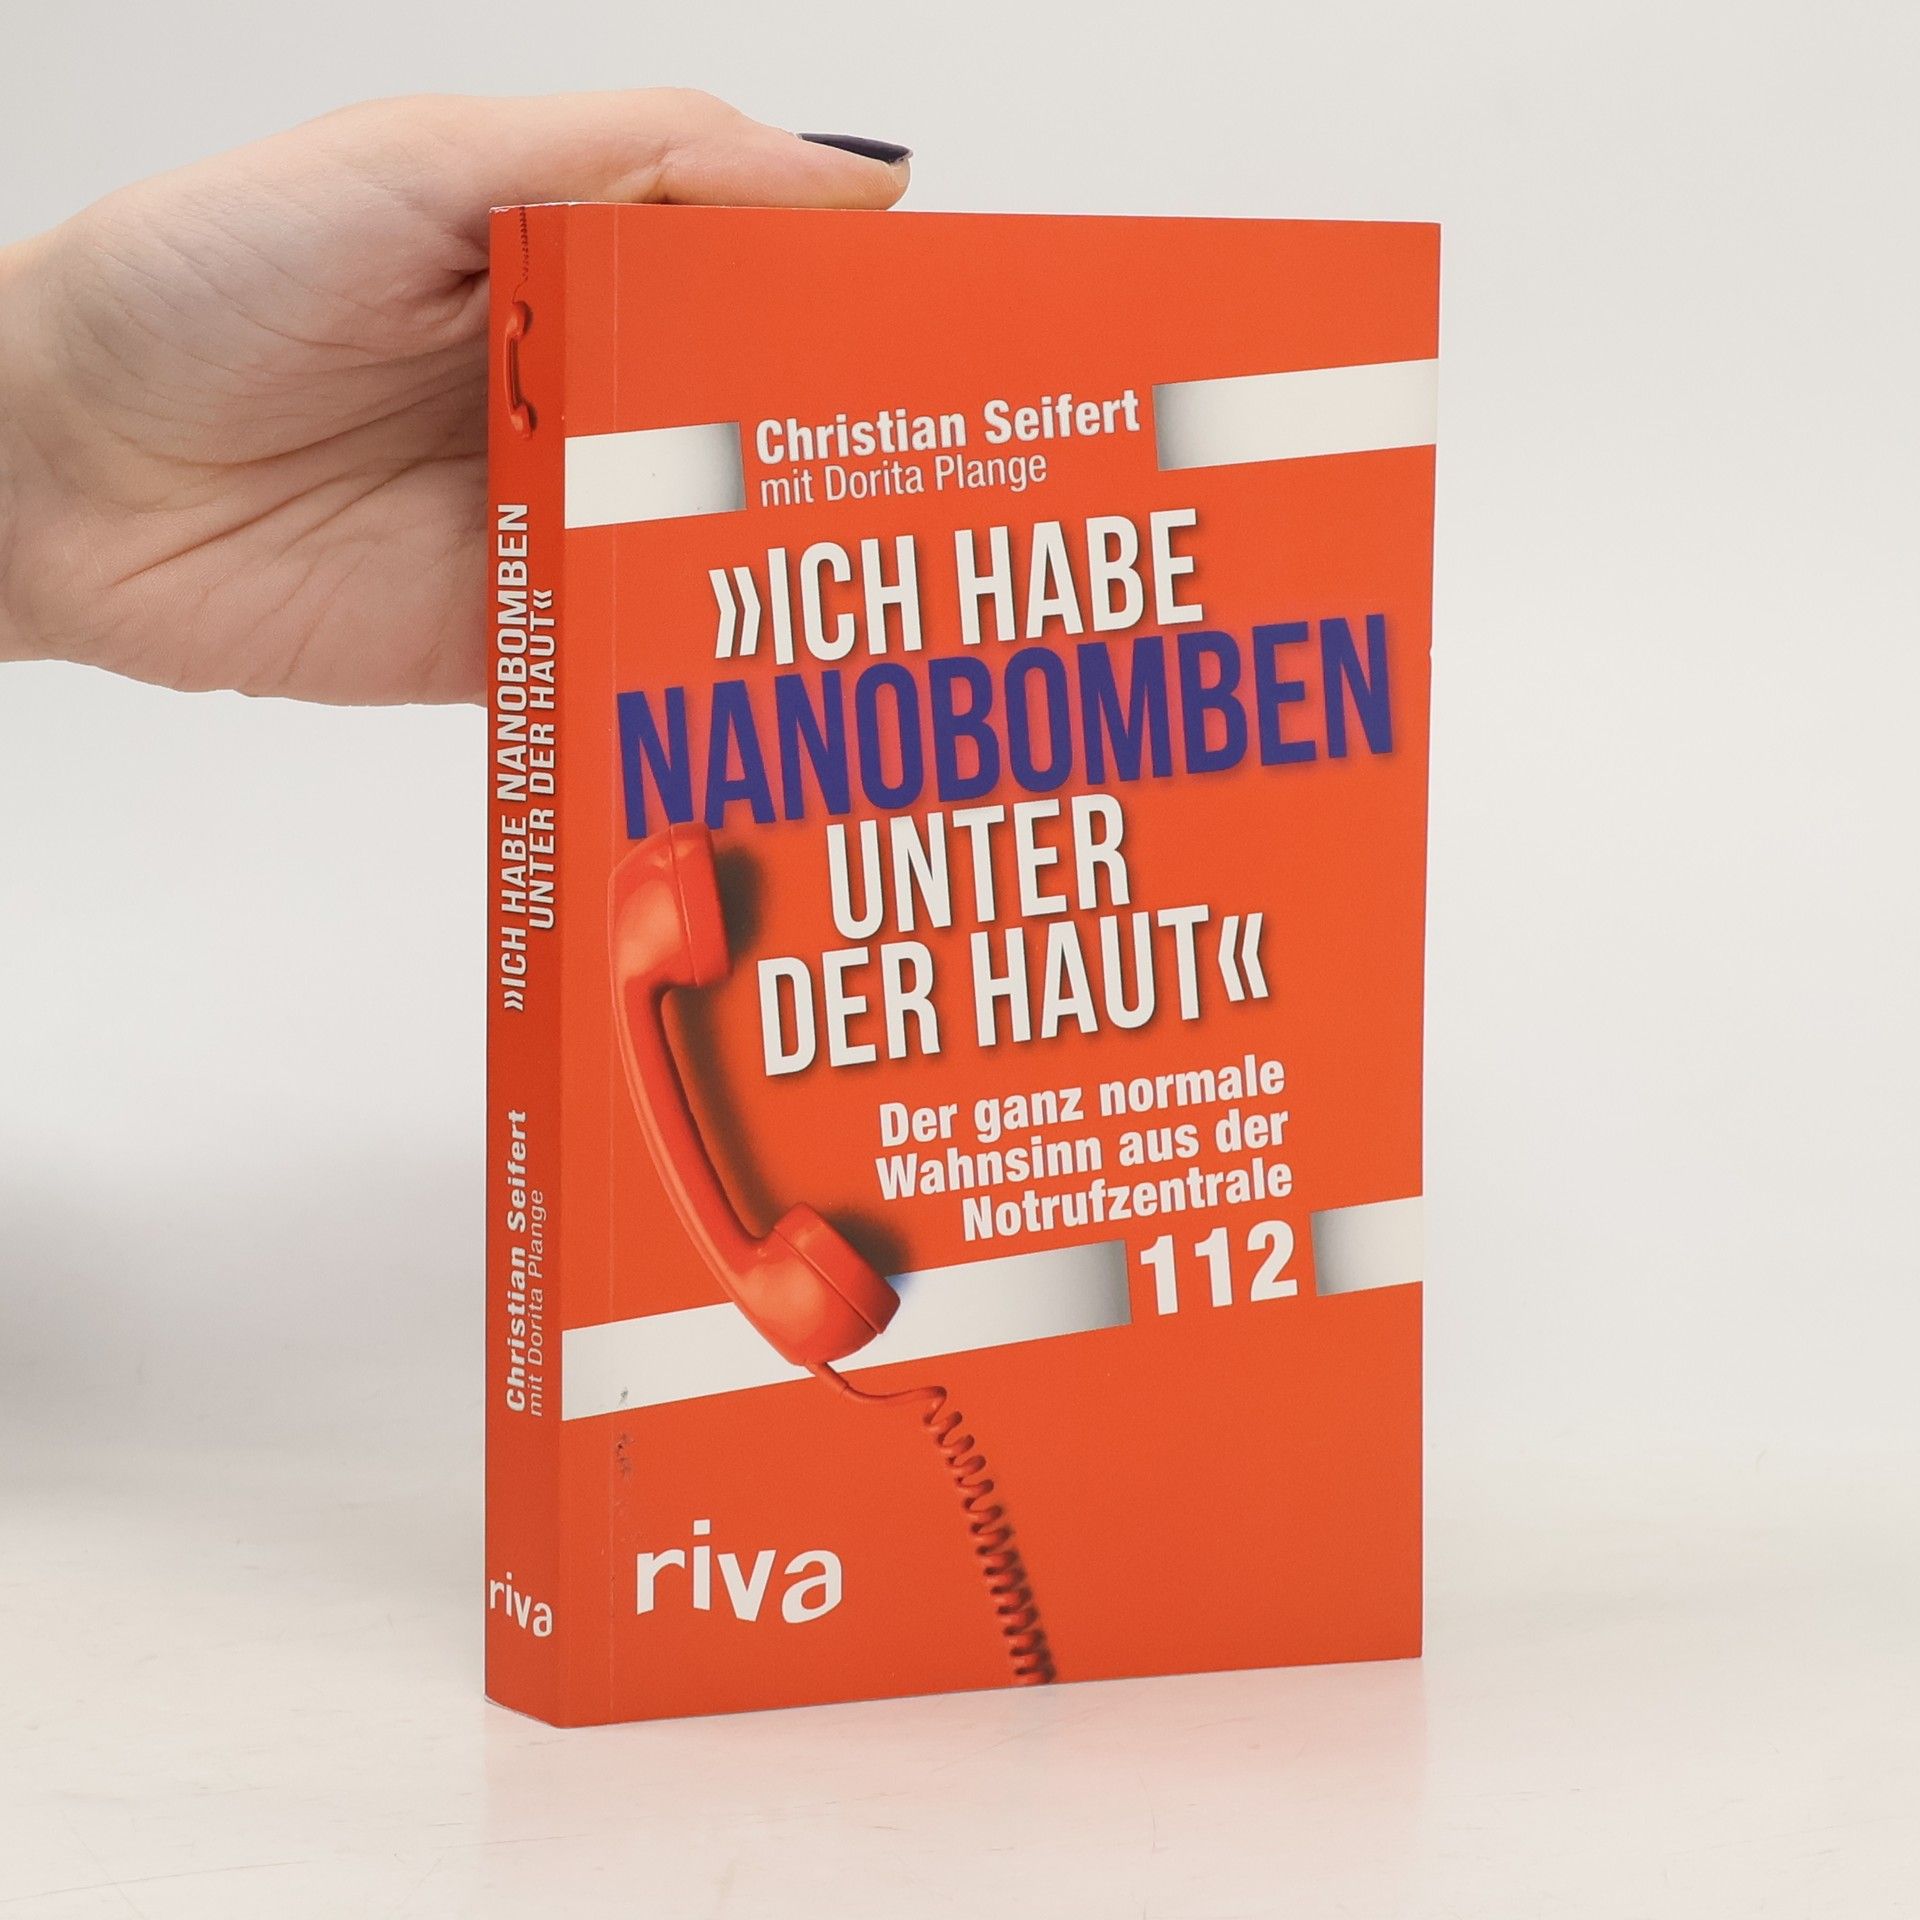 Christian Seifert
mit Dorita Plange
»ICH HABE
NANOBOMBEN
UNTER
DER HAUT«
Der ganz normale
Wahnsinn aus der
Notrufzentrale
112
riva
»ICH HABE NANOBOMBEN
UNTER DER HAUT«
Christian Seifert
mit Dorita Plange
riva